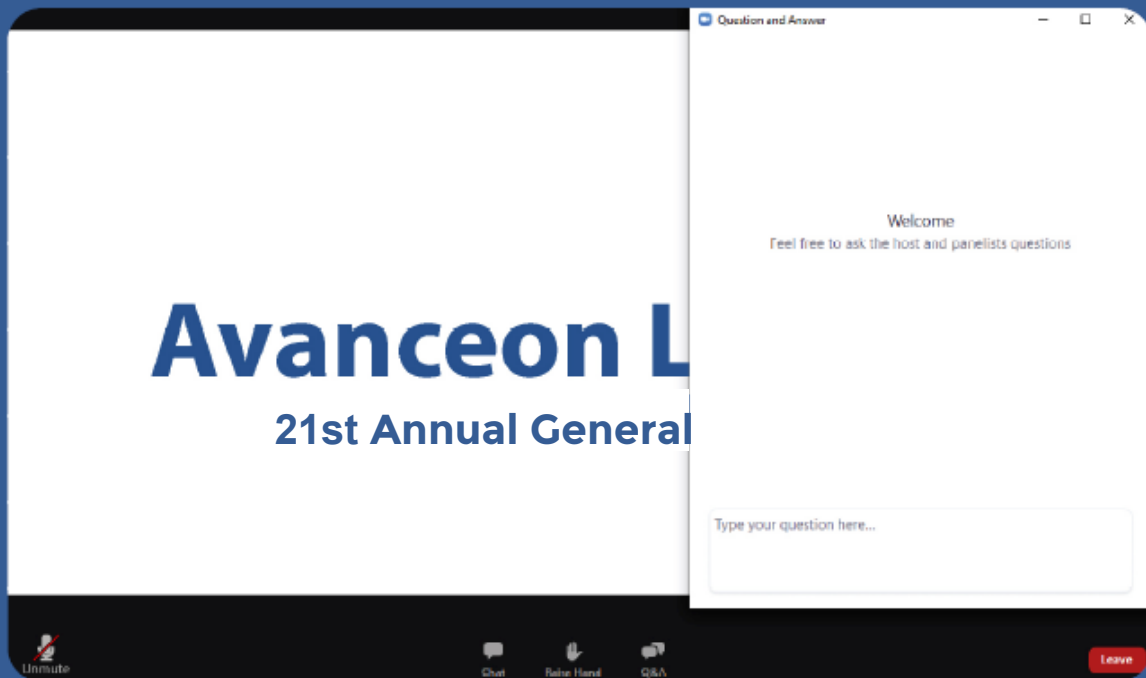 Question and Answer
Welcome
Feel free to ask the host and panelists questions
Avanceon L
21st Annual General
Type your question here...
Unmute
Chat
Raise Hand
Q&A
Leave